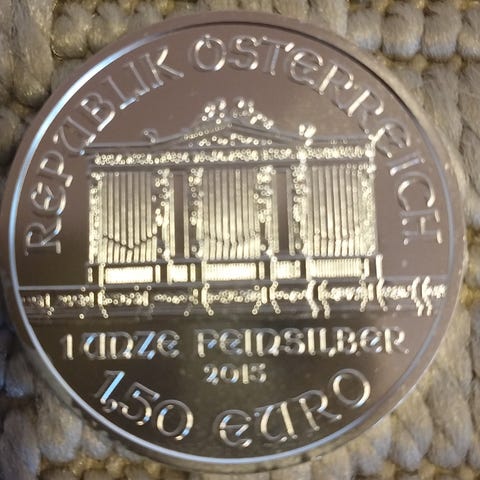 REPUBLIK ÖSTERREICH
1 UNZE FEINSILBER
2015
1,50 EURO